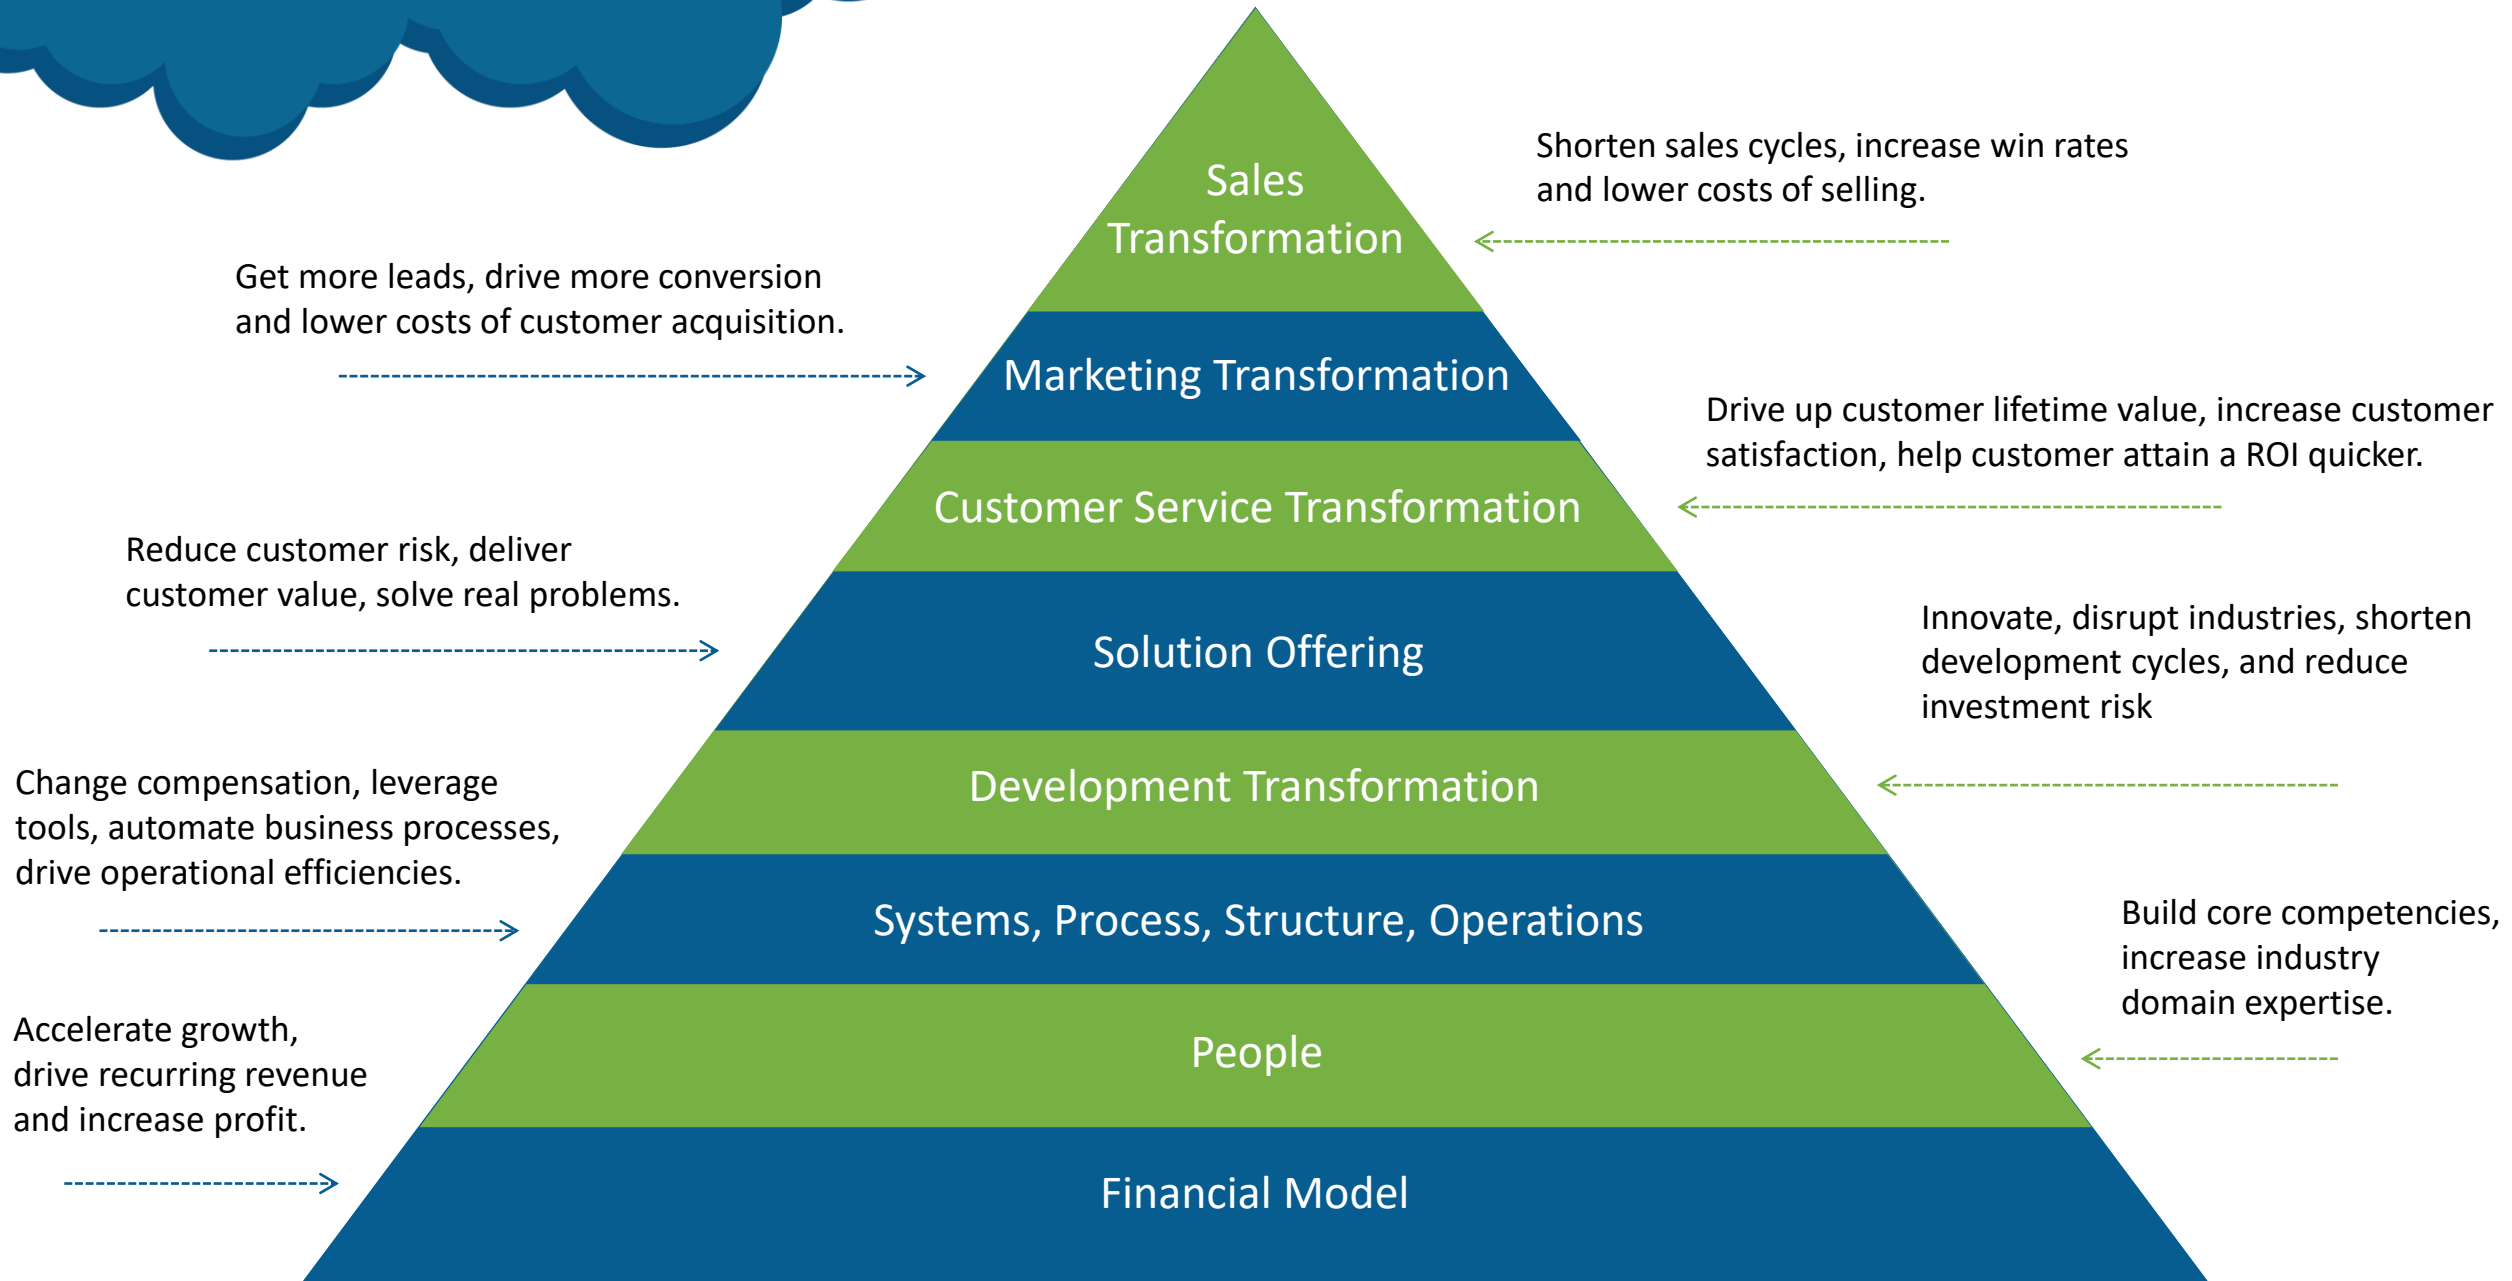 Sales
Transformation
Shorten sales cycles, increase win rates
and lower costs of selling.
Get more leads, drive more conversion
and lower costs of customer acquisition.
Marketing Transformation
Drive up customer lifetime value, increase customer
satisfaction, help customer attain a ROI quicker.
Customer Service Transformation
Reduce customer risk, deliver
customer value, solve real problems.
Solution Offering
Innovate, disrupt industries, shorten
development cycles, and reduce
investment risk
Development Transformation
Change compensation, leverage
tools, automate business processes,
drive operational efficiencies.
Systems, Process, Structure, Operations
Build core competencies,
increase industry
domain expertise.
People
Accelerate growth,
drive recurring revenue
and increase profit.
Financial Model